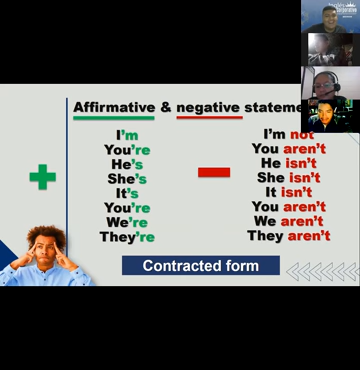 Affirmative & negative
I'm
You're
He's
She's
It's
You're
We're
They're
I'm not
You aren't
He isn't
She isn't
It isn't
You aren't
We aren't
They aren't
Contracted form